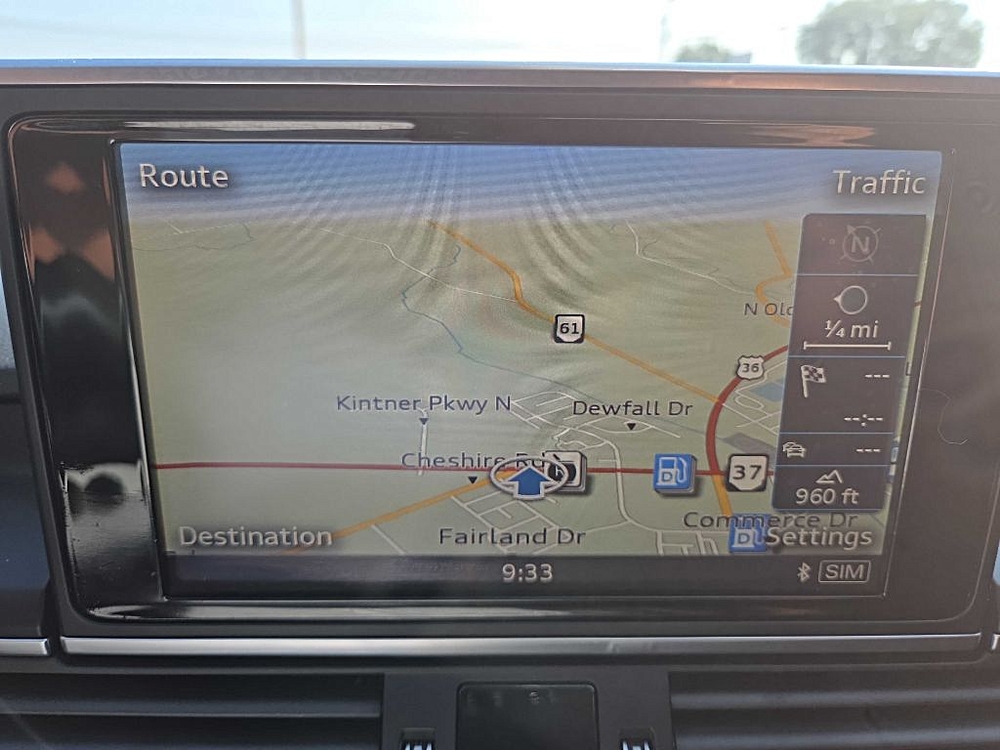 Route
Traffic
N
N Old
1/4 mi
61
36
---
Kintner Pkwy N
Dewfall Dr
--:--
---
Cheshire Rd
37
960 ft
Commerce Dr
Destination
Fairland Dr
Settings
9:33
SIM